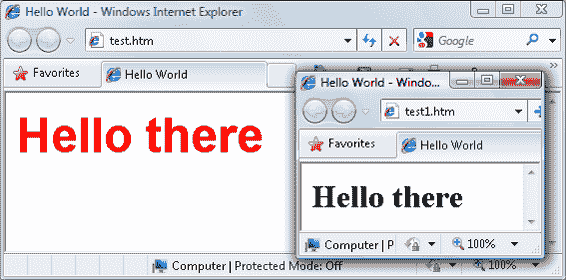 Hello World - Windows Internet Explorer
test.htm
Google
Favorites
Hello World
Hello there
Computer | Protected Mode: Off
Hello World - Windo...
test1.htm
Favorites
Hello World
Hello there
Computer | P
100%
100%